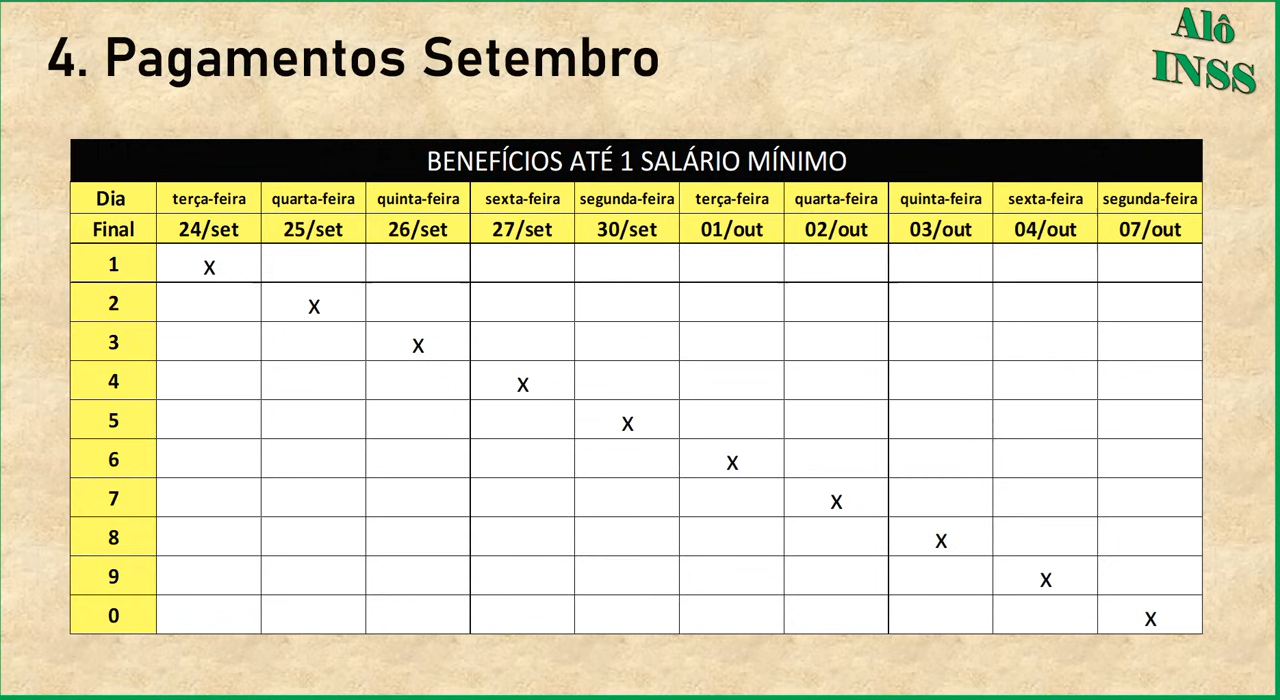 4. Pagamentos Setembro
Alô
INSS
BENEFÍCIOS ATÉ 1 SALÁRIO MÍNIMO
Dia terça-feira quarta-feira quinta-feira sexta-feira segunda-feira terça-feira quarta-feira quinta-feira sexta-feira segunda-feira
Final 24/set 25/set 26/set 27/set 30/set 01/out 02/out 03/out 04/out 07/out
1 x
2 x
3 x
4 x
5 x
6 x
7 x
8 x
9 x
0 x